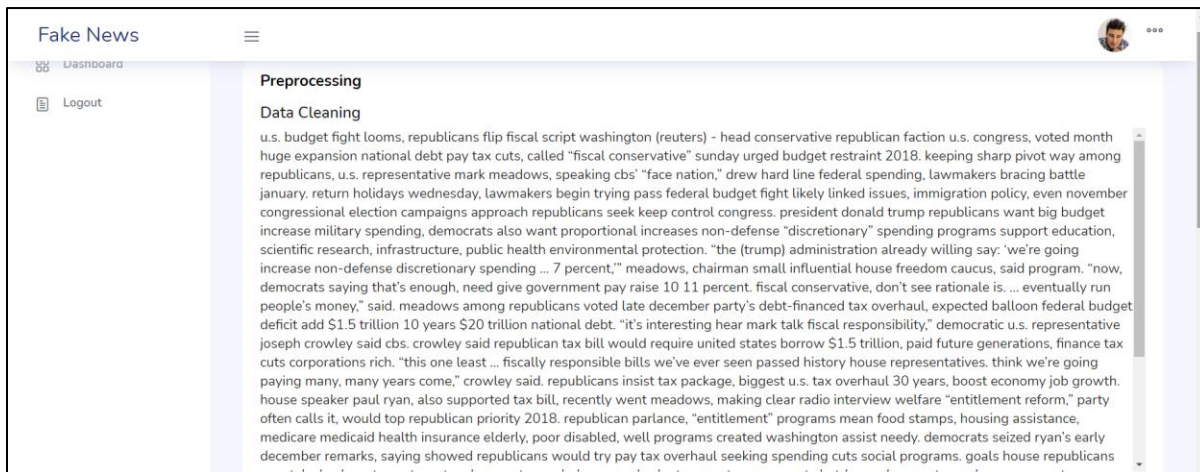 Fake News
Dashboard
Logout
Preprocessing
Data Cleaning
u.s. budget fight looms, republicans flip fiscal script washington (reuters) - head conservative republican faction u.s. congress, voted month
huge expansion national debt pay tax cuts, called “fiscal conservative” sunday urged budget restraint 2018. keeping sharp pivot way among
republicans, u.s. representative mark meadows, speaking cbs’ “face nation,” drew hard line federal spending, lawmakers bracing battle
january. return holidays wednesday, lawmakers begin trying pass federal budget fight likely linked issues, immigration policy, even november
congressional election campaigns approach republicans seek keep control congress. president donald trump republicans want big budget
increase military spending, democrats also want proportional increases non-defense “discretionary” spending programs support education,
scientific research, infrastructure, public health environmental protection. “the (trump) administration already willing say: ‘we’re going
increase non-defense discretionary spending ... 7 percent,’” meadows, chairman small influential house freedom caucus, said program. “now,
democrats saying that’s enough, need give government pay raise 10 11 percent. fiscal conservative, don’t see rationale is. ... eventually run
people’s money,” said. meadows among republicans voted late december party’s debt-financed tax overhaul, expected balloon federal budget
deficit add $1.5 trillion 10 years $20 trillion national debt. “it’s interesting hear mark talk fiscal responsibility,” democratic u.s. representative
joseph crowley said cbs. crowley said republican tax bill would require united states borrow $1.5 trillion, paid future generations, finance tax
cuts corporations rich. “this one least ... fiscally responsible bills we’ve ever seen passed history house representatives. think we’re going
paying many, many years come,” crowley said. republicans insist tax package, biggest u.s. tax overhaul 30 years, boost economy job growth.
house speaker paul ryan, also supported tax bill, recently went meadows, making clear radio interview welfare “entitlement reform,” party
often calls it, would top republican priority 2018. republican parlance, “entitlement” programs mean food stamps, housing assistance,
medicare medicaid health insurance elderly, poor disabled, well programs created washington assist needy. democrats seized ryan’s early
december remarks, saying showed republicans would try pay tax overhaul seeking spending cuts social programs. goals house republicans